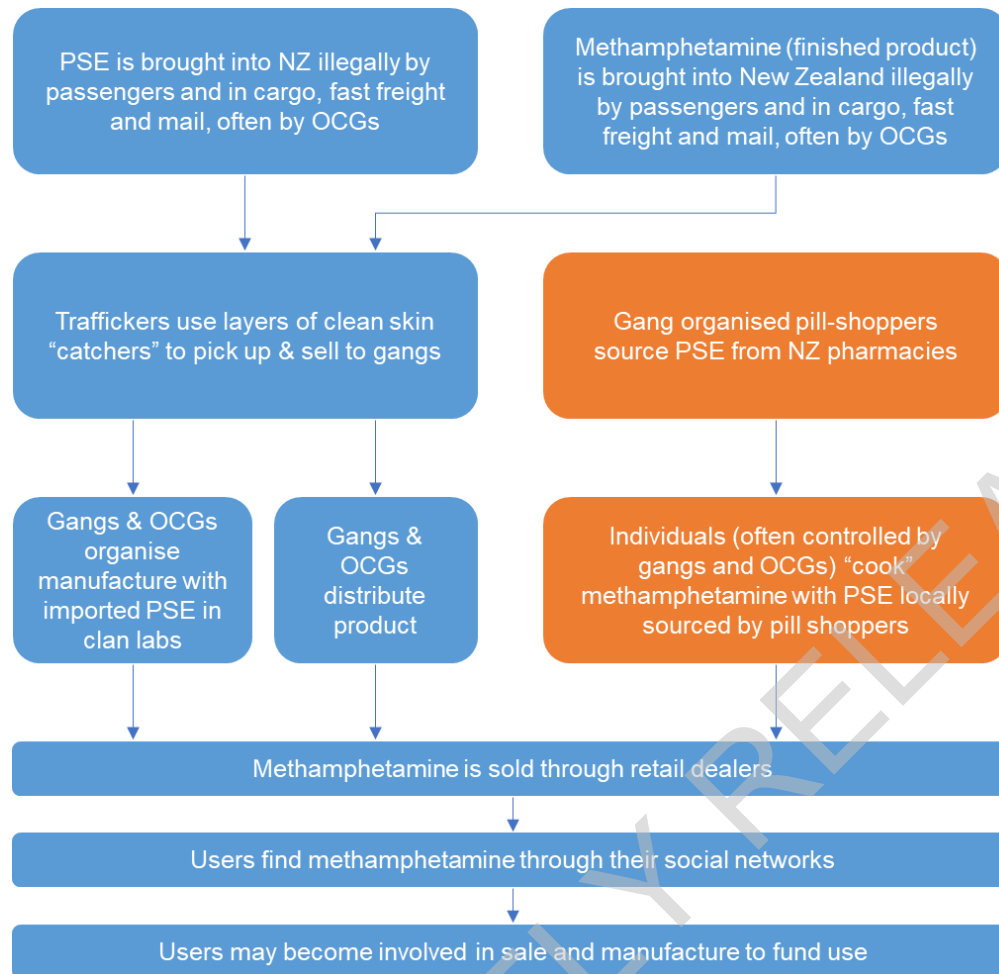 PSE is brought into NZ illegally by
passengers and in cargo, fast freight
and mail, often by OCGs
Methamphetamine (finished product)
is brought into New Zealand illegally
by passengers and in cargo, fast
freight and mail, often by OCGs
Traffickers use layers of clean skin
“catchers” to pick up & sell to gangs
Gang organised pill-shoppers
source PSE from NZ pharmacies
Gangs & OCGs
organise
manufacture with
imported PSE in
clan labs
Gangs &
OCGs
distribute
product
Individuals (often controlled by
gangs and OCGs) “cook”
methamphetamine with PSE locally
sourced by pill shoppers
Methamphetamine is sold through retail dealers
Users find methamphetamine through their social networks
Users may become involved in sale and manufacture to fund use